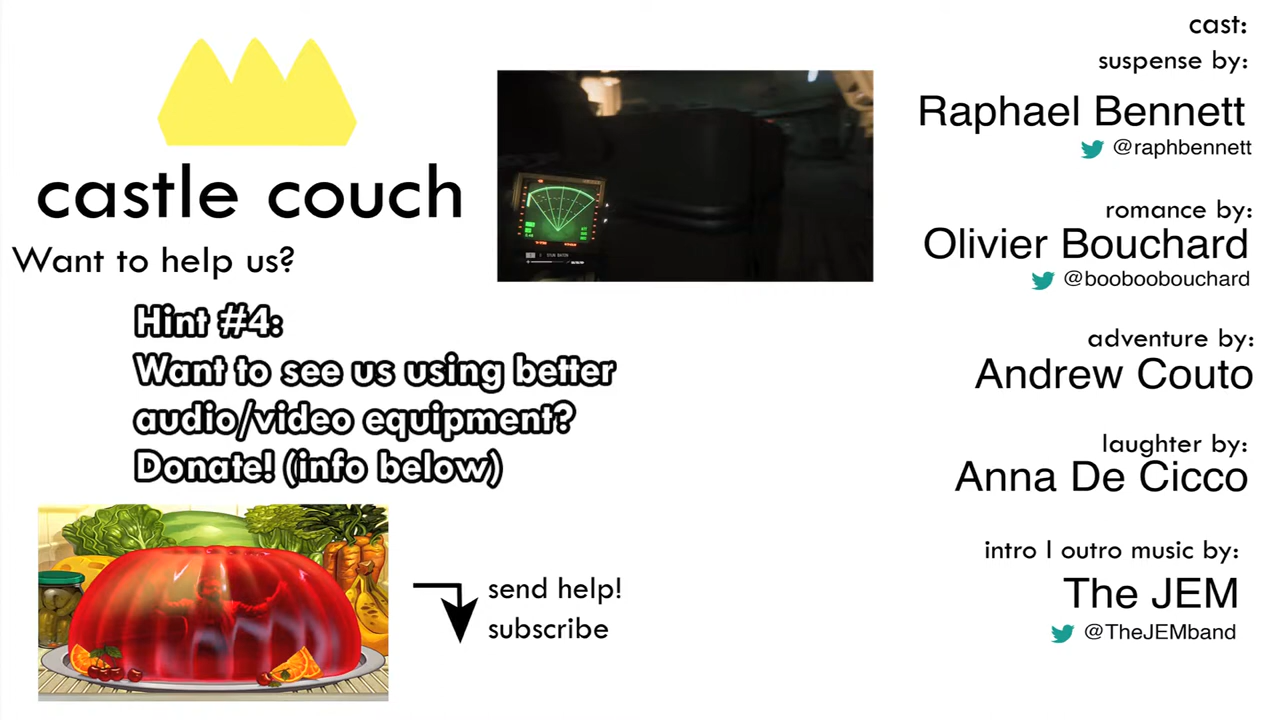 castle couch
Want to help us?
Hint #4:
Want to see us using better
audio/video equipment?
Donate! (info below)
send help!
subscribe
cast:
suspense by:
Raphael Bennett
@raphbennett
romance by:
Olivier Bouchard
@booboobouchard
adventure by:
Andrew Couto
laughter by:
Anna De Cicco
intro | outro music by:
The JEM
@TheJEMband